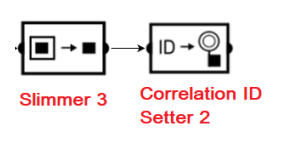 ID
Slimmer 3
Correlation ID
Setter 2